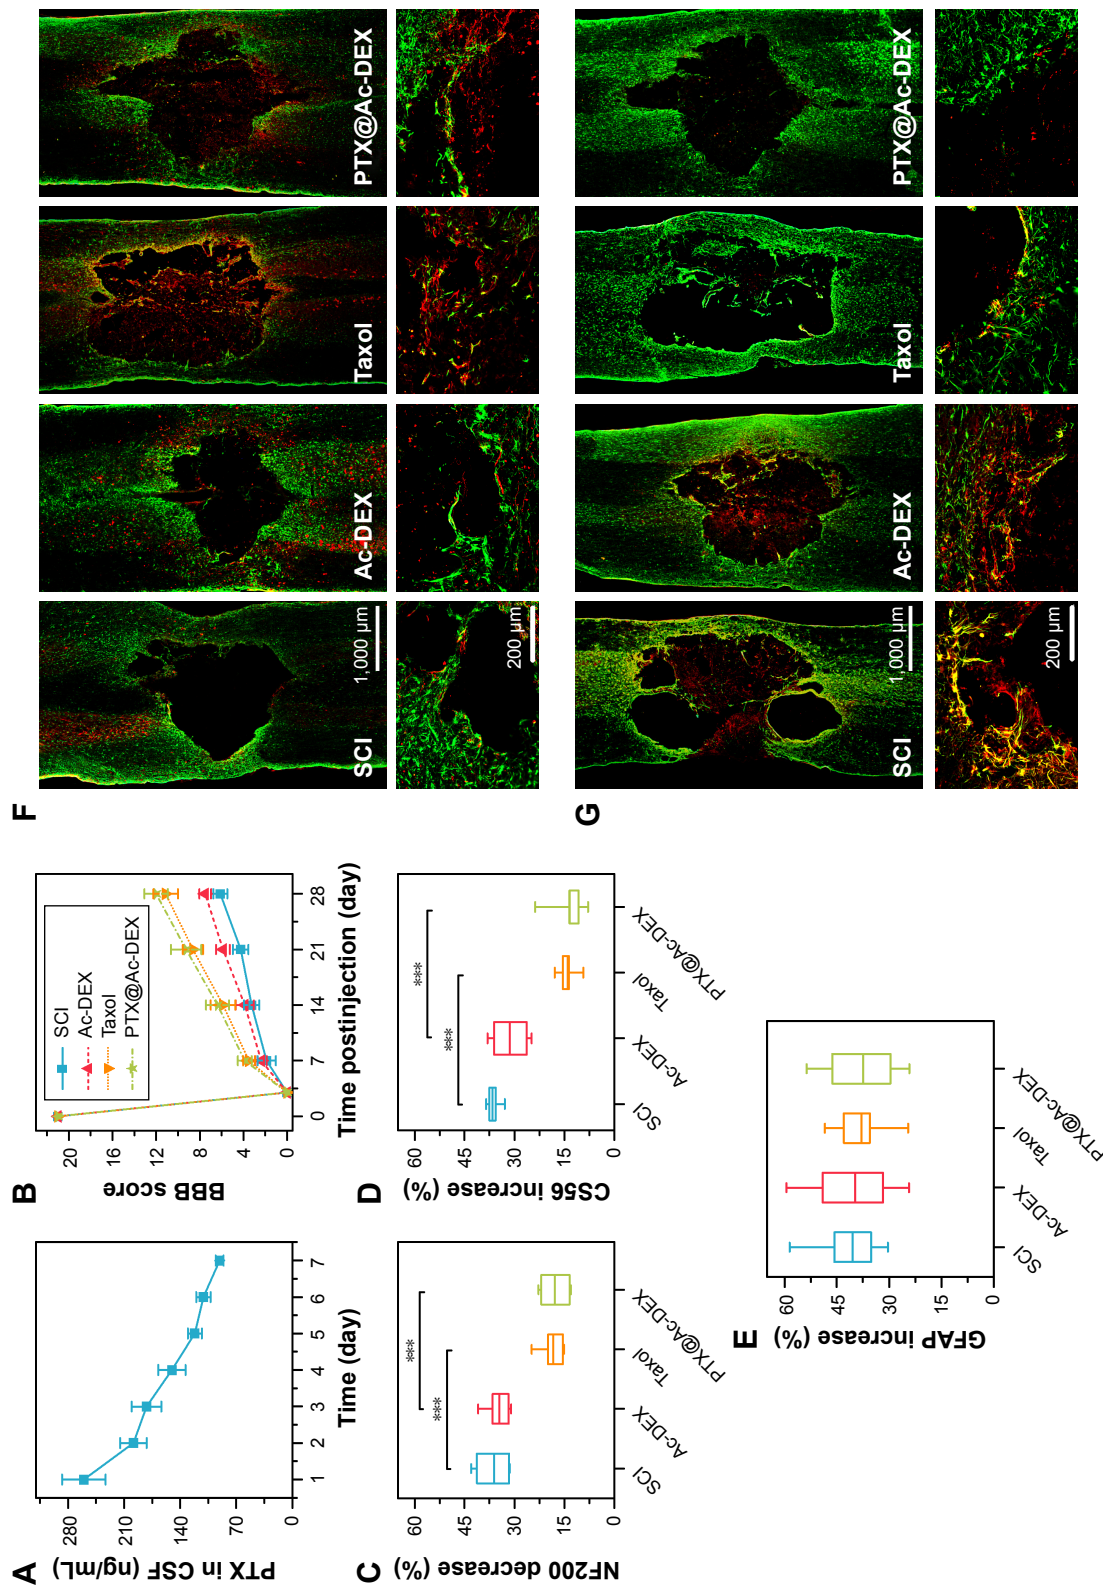 A
PTX in CSF (ng/mL)
280
210
140
70
0
1 2 3 4 5 6 7
Time (day)
B
BBB score
20
16
12
8
4
0
SCI
Ac-DEX
Taxol
PTX@Ac-DEX
0 7 14 21 28
Time postinjection (day)
C
NF200 decrease (%)
60
45
30
15
0
***
***
SCI
Ac-DEX
Taxol
PTX@Ac-DEX
D
CS56 increase (%)
60
45
30
15
0
***
***
SCI
Ac-DEX
Taxol
PTX@Ac-DEX
E
GFAP increase (%)
60
45
30
15
0
SCI
Ac-DEX
Taxol
PTX@Ac-DEX
F
SCI
1,000 µm
Ac-DEX
Taxol
PTX@Ac-DEX
200 µm
G
SCI
1,000 µm
Ac-DEX
Taxol
PTX@Ac-DEX
200 µm